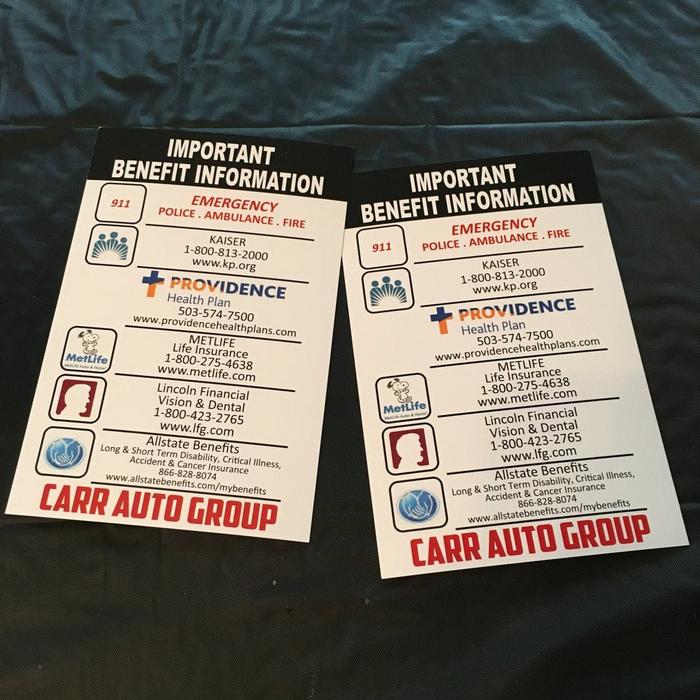 IMPORTANT
BENEFIT INFORMATION
911
EMERGENCY
POLICE . AMBULANCE . FIRE
KAISER
1-800-813-2000
www.kp.org
PROVIDENCE
Health Plan
503-574-7500
www.providencehealthplans.com
METLIFE
Life Insurance
1-800-275-4638
www.metlife.com
MetLife
MetLife Auto & Home
Lincoln Financial
Vision & Dental
1-800-423-2765
www.lfg.com
Allstate Benefits
Long & Short Term Disability, Critical Illness,
Accident & Cancer Insurance
866-828-8074
www.allstatebenefits.com/mybenefits
CARR AUTO GROUP
IMPORTANT
BENEFIT INFORMATION
911
EMERGENCY
POLICE . AMBULANCE . FIRE
KAISER
1-800-813-2000
www.kp.org
PROVIDENCE
Health Plan
503-574-7500
www.providencehealthplans.com
METLIFE
Life Insurance
1-800-275-4638
www.metlife.com
MetLife
MetLife Auto & Home
Lincoln Financial
Vision & Dental
1-800-423-2765
www.lfg.com
Allstate Benefits
Long & Short Term Disability, Critical Illness,
Accident & Cancer Insurance
866-828-8074
www.allstatebenefits.com/mybenefits
CARR AUTO GROUP